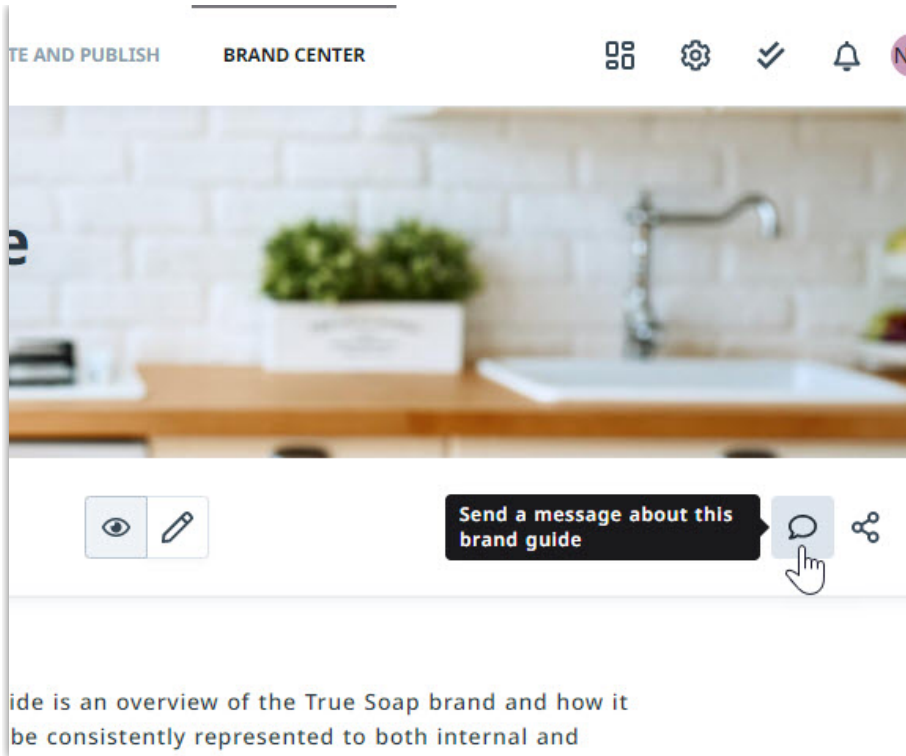 TE AND PUBLISH
BRAND CENTER
N
e
Send a message about this
brand guide
ide is an overview of the True Soap brand and how it
be consistently represented to both internal and